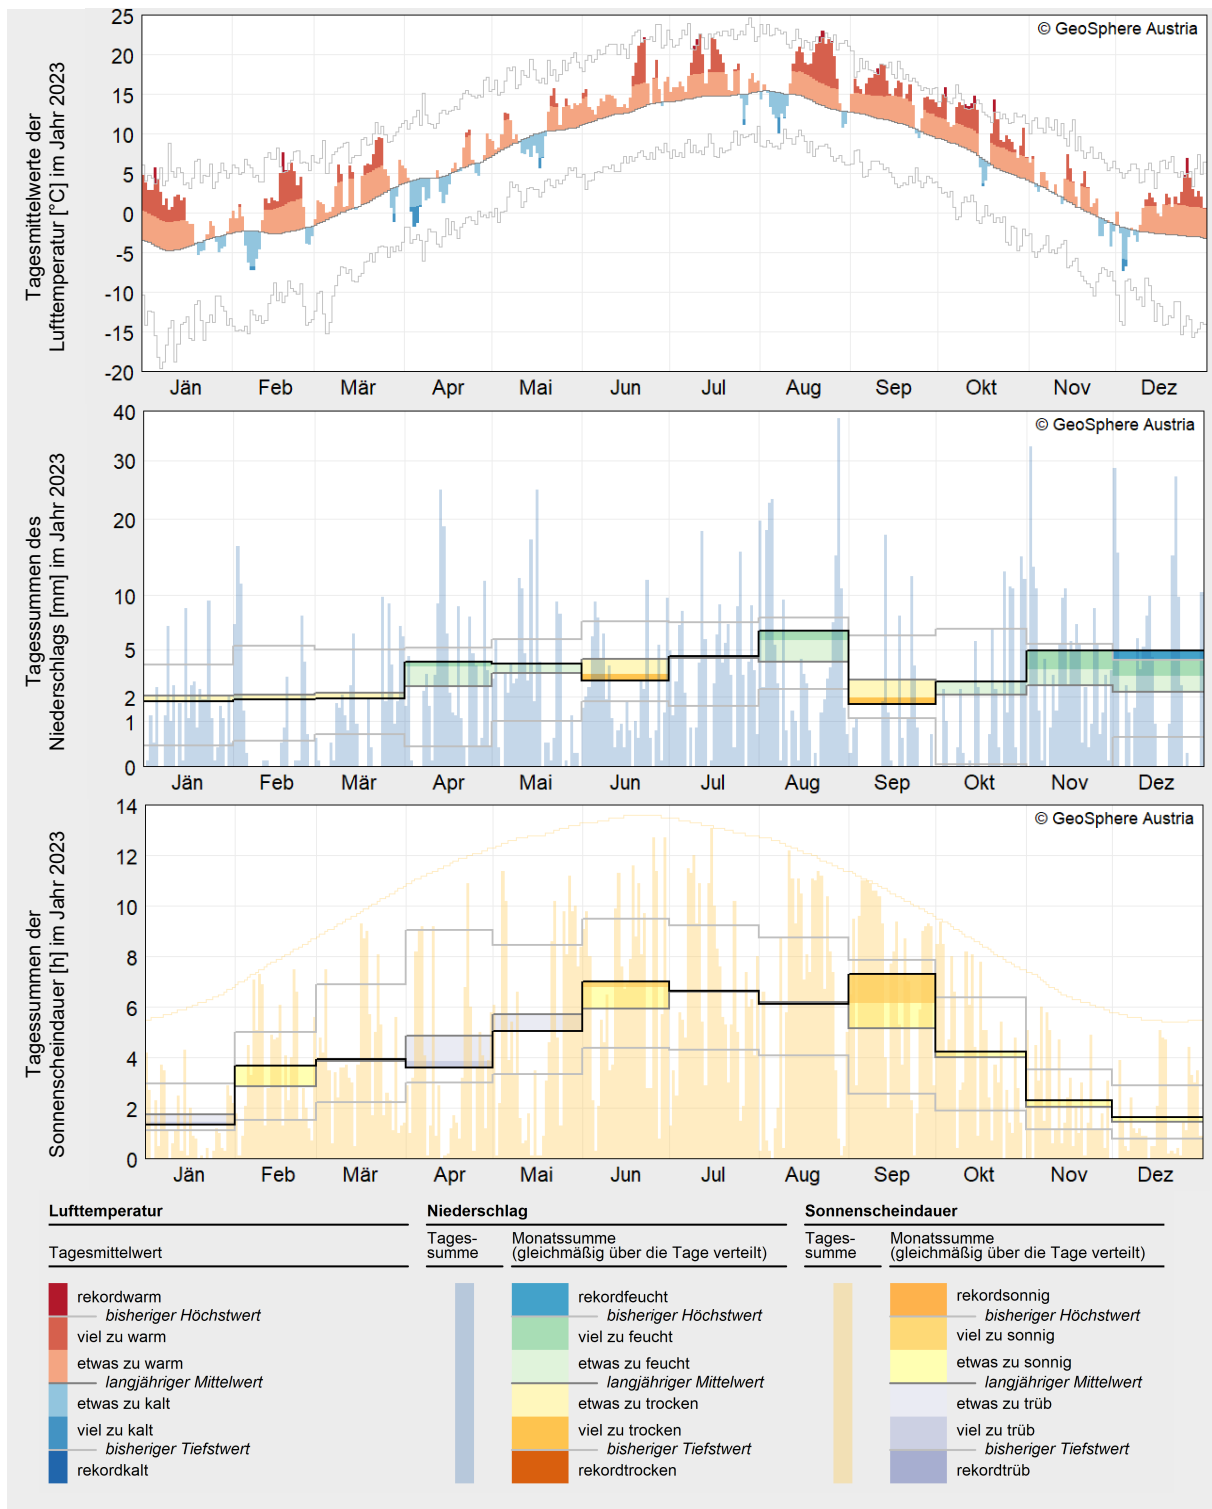 Tagesmittelwerte der
Lufttemperatur [°C] im Jahr 2023
© GeoSphere Austria
25
20
15
10
5
0
-5
-10
-15
-20
Jän Feb Mär Apr Mai Jun Jul Aug Sep Okt Nov Dez
Tagessummen des
Niederschlags [mm] im Jahr 2023
© GeoSphere Austria
40
30
20
10
5
2
1
0
Jän Feb Mär Apr Mai Jun Jul Aug Sep Okt Nov Dez
Tagessummen der
Sonnenscheindauer [h] im Jahr 2023
© GeoSphere Austria
14
12
10
8
6
4
2
0
Jän Feb Mär Apr Mai Jun Jul Aug Sep Okt Nov Dez
Lufttemperatur
Tagesmittelwert
rekordwarm
bisheriger Höchstwert
viel zu warm
etwas zu warm
langjähriger Mittelwert
etwas zu kalt
viel zu kalt
bisheriger Tiefstwert
rekordkalt
Niederschlag
Tages-
summe
Monatssumme
(gleichmäßig über die Tage verteilt)
rekordfeucht
bisheriger Höchstwert
viel zu feucht
etwas zu feucht
langjähriger Mittelwert
etwas zu trocken
viel zu trocken
bisheriger Tiefstwert
rekordtrocken
Sonnenscheindauer
Tages-
summe
Monatssumme
(gleichmäßig über die Tage verteilt)
rekordsonnig
bisheriger Höchstwert
viel zu sonnig
etwas zu sonnig
langjähriger Mittelwert
etwas zu trüb
viel zu trüb
bisheriger Tiefstwert
rekordtrüb